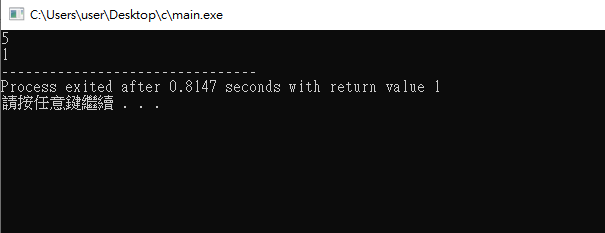 C:\Users\user\Desktop\c\main.exe
5
1
--------------------------------
Process exited after 0.8147 seconds with return value 1
請按任意鍵繼續 . . .